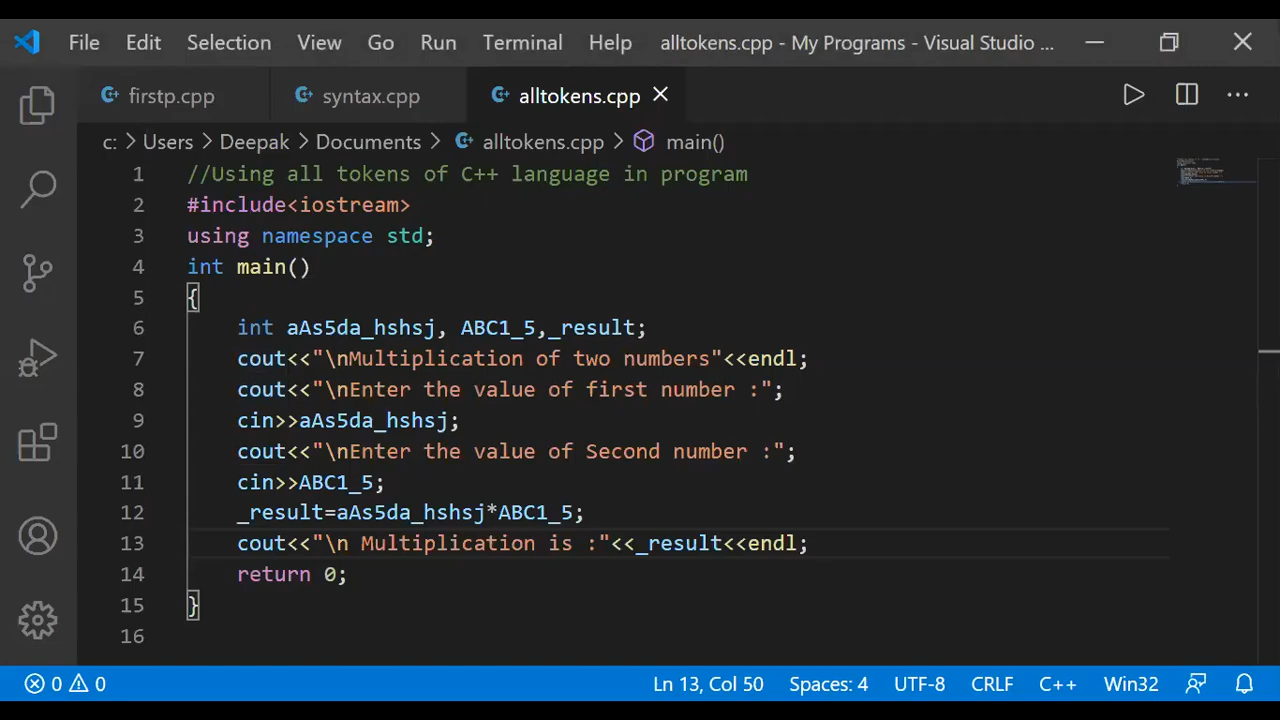 File Edit Selection View Go Run Terminal Help alltokens.cpp - My Programs - Visual Studio ...
firstp.cpp syntax.cpp alltokens.cpp
c: > Users > Deepak > Documents > alltokens.cpp > main()
1 //Using all tokens of C++ language in program
2 #include<iostream>
3 using namespace std;
4 int main()
5 {
6 int aAs5da_hshsj, ABC1_5,_result;
7 cout<<"\nMultiplication of two numbers"<<endl;
8 cout<<"\nEnter the value of first number :";
9 cin>>aAs5da_hshsj;
10 cout<<"\nEnter the value of Second number :";
11 cin>>ABC1_5;
12 _result=aAs5da_hshsj*ABC1_5;
13 cout<<"\n Multiplication is :"<<_result<<endl;
14 return 0;
15 }
16
0 0 Ln 13, Col 50 Spaces: 4 UTF-8 CRLF C++ Win32